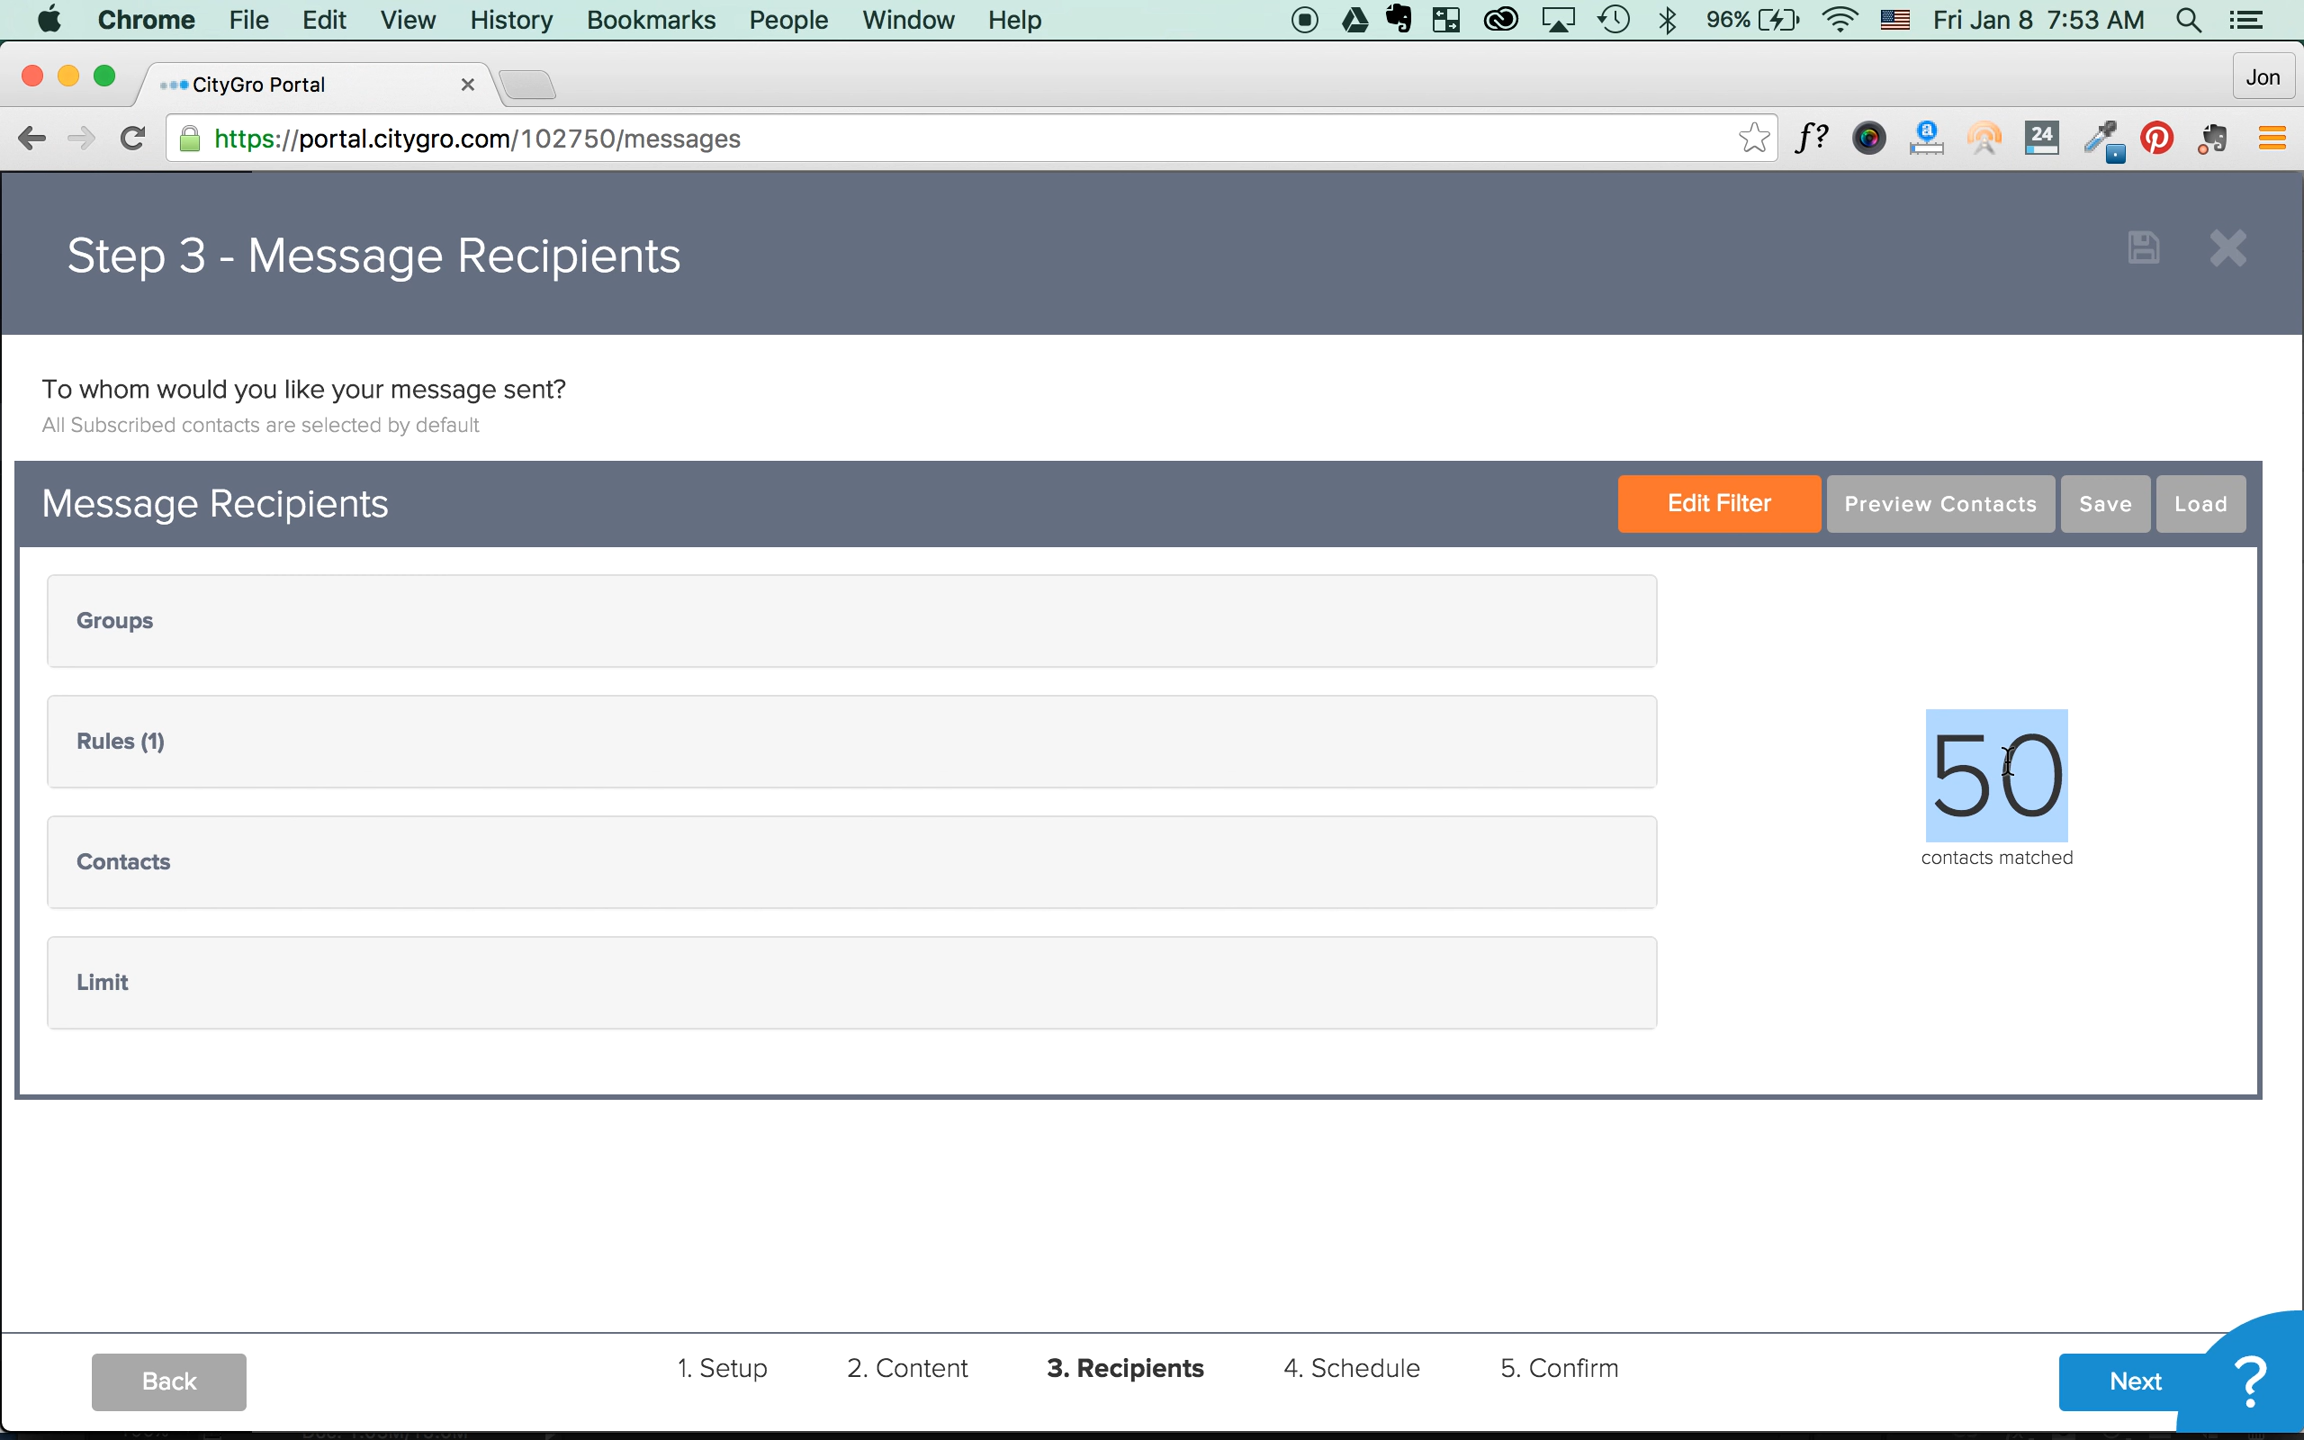 Chrome File Edit View History Bookmarks People Window Help 96% Fri Jan 8 7:53 AM
CityGro Portal Jon
https://portal.citygro.com/102750/messages f? a 24
Step 3 - Message Recipients
To whom would you like your message sent?
All Subscribed contacts are selected by default
Message Recipients Edit Filter Preview Contacts Save Load
Groups
Rules (1)
50
contacts matched
Contacts
Limit
Back 1. Setup 2. Content 3. Recipients 4. Schedule 5. Confirm Next ?